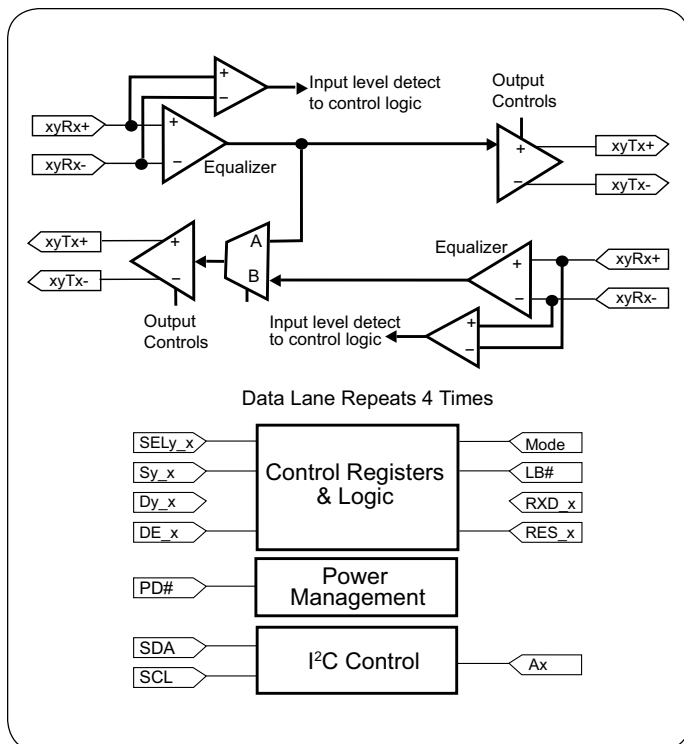 Output
Controls
+
−
Input level detect
to control logic
xyRx+
xyRx-
+
−
Equalizer
+
−
xyTx+
xyTx-
xyTx+
xyTx-
+
−
A
B
Output
Controls
Equalizer
+
−
xyRx+
xyRx-
Input level detect
to control logic
+
−
Data Lane Repeats 4 Times
SELy_x
Sy_x
Dy_x
DE_x
Control Registers
& Logic
Mode
LB#
RXD_x
RES_x
PD#
Power
Management
SDA
SCL
I²C Control
Ax